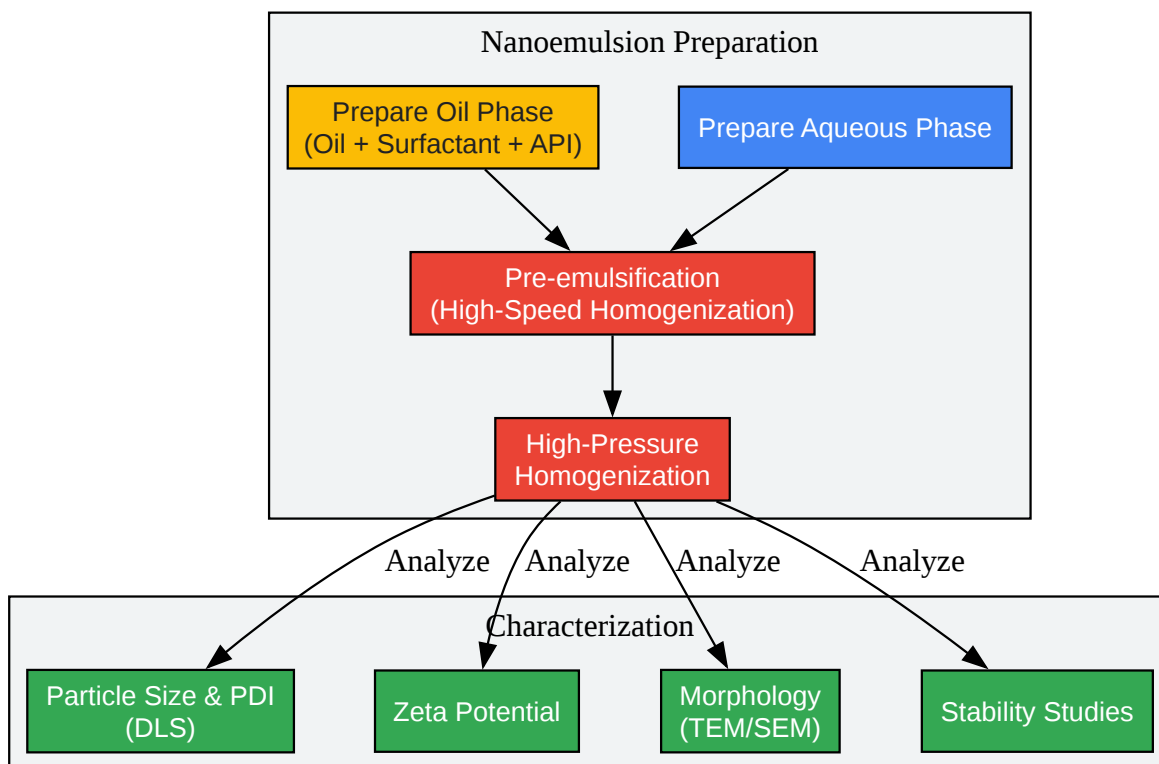 Nanoemulsion Preparation
Prepare Oil Phase
(Oil + Surfactant + API)
Prepare Aqueous Phase
Pre-emulsification
(High-Speed Homogenization)
High-Pressure
Homogenization
Analyze
Analyze
Analyze
Analyze
Characterization
Particle Size & PDI
(DLS)
Zeta Potential
Morphology
(TEM/SEM)
Stability Studies